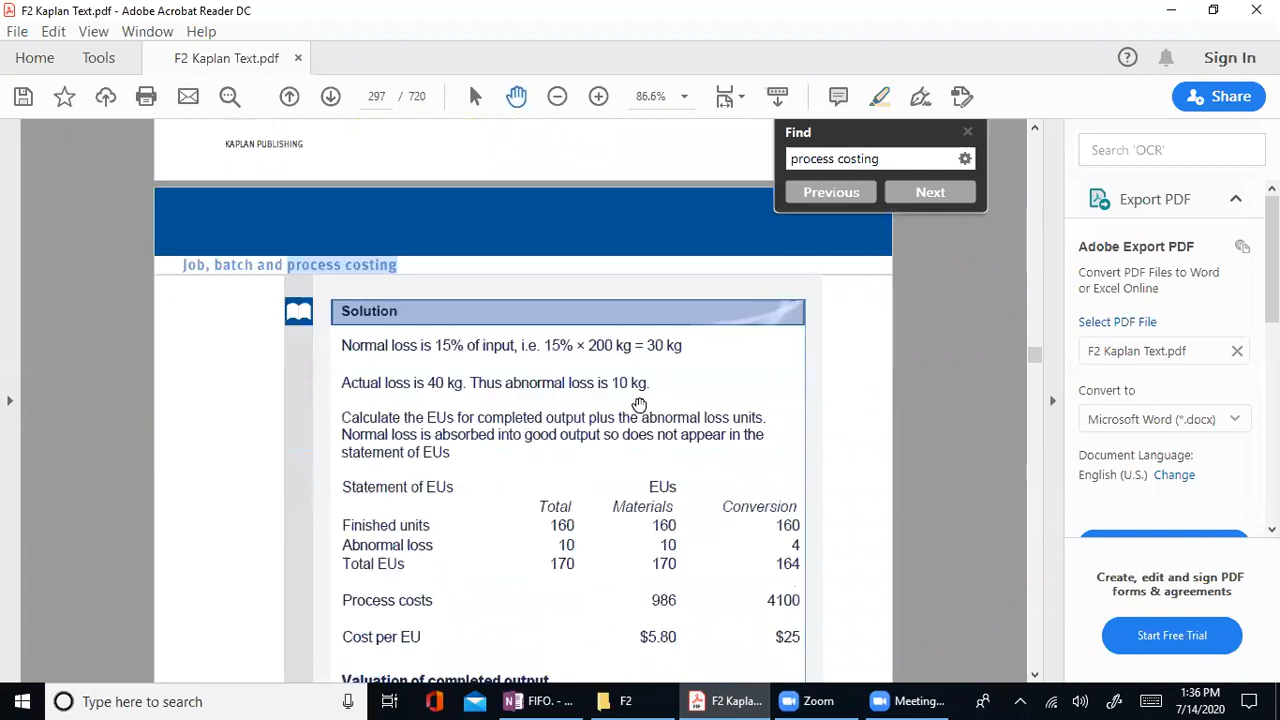 F2 Kaplan Text.pdf - Adobe Acrobat Reader DC
File Edit View Window Help
Home Tools F2 Kaplan Text.pdf ×
? Sign In
297 / 720 86.6% Share
KAPLAN PUBLISHING
Find
process costing
Previous Next
Job, batch and process costing
Solution
Normal loss is 15% of input, i.e. 15% × 200 kg = 30 kg
Actual loss is 40 kg. Thus abnormal loss is 10 kg.
Calculate the EUs for completed output plus the abnormal loss units.
Normal loss is absorbed into good output so does not appear in the
statement of EUs
Statement of EUs EUs
Total Materials Conversion
Finished units 160 160 160
Abnormal loss 10 10 4
Total EUs 170 170 164
Process costs 986 4100
Cost per EU $5.80 $25
Valuation of completed output
Search 'OCR'
Export PDF
Adobe Export PDF
Convert PDF Files to Word
or Excel Online
Select PDF File
F2 Kaplan Text.pdf
Convert to
Microsoft Word (*.docx)
Document Language:
English (U.S.) Change
Create, edit and sign PDF
forms & agreements
Start Free Trial
Type here to search
FIFO. - ...
F2
F2 Kapla...
Zoom
Meeting...
1:36 PM
7/14/2020